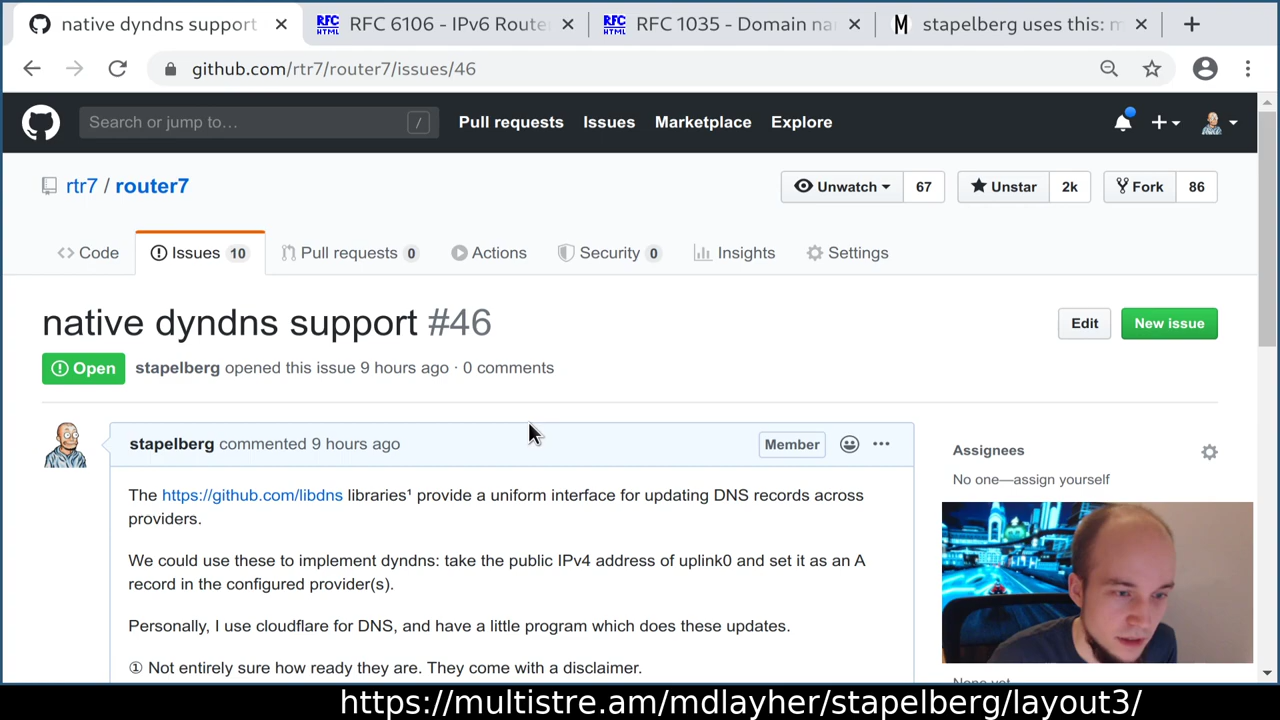 native dyndns support
RFC HTML RFC 6106 - IPv6 Route
RFC HTML RFC 1035 - Domain na
M stapelberg uses this: m
github.com/rtr7/router7/issues/46
Search or jump to… /
Pull requests Issues Marketplace Explore
rtr7 / router7
Unwatch 67
Unstar 2k
Fork 86
Code
Issues 10
Pull requests 0
Actions
Security 0
Insights
Settings
native dyndns support #46
Edit
New issue
Open
stapelberg opened this issue 9 hours ago · 0 comments
stapelberg commented 9 hours ago
Member
The https://github.com/libdns libraries¹ provide a uniform interface for updating DNS records across
providers.
We could use these to implement dyndns: take the public IPv4 address of uplink0 and set it as an A
record in the configured provider(s).
Personally, I use cloudflare for DNS, and have a little program which does these updates.
① Not entirely sure how ready they are. They come with a disclaimer.
Assignees
No one—assign yourself
https://multistre.am/mdlayher/stapelberg/layout3/